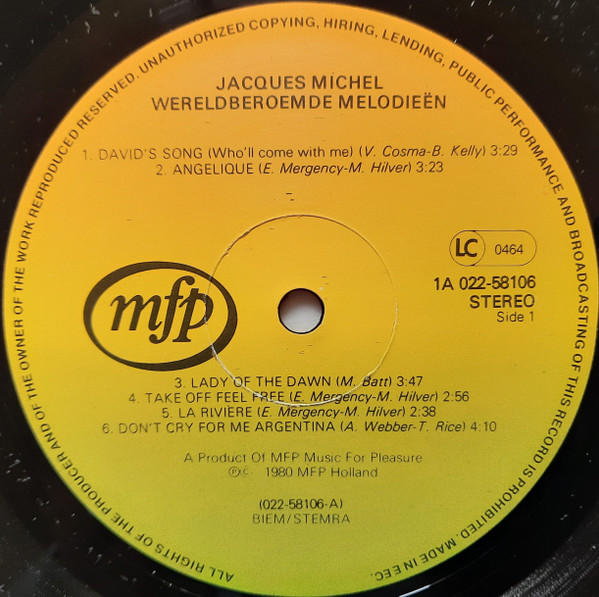 ALL RIGHTS OF THE PRODUCER AND OF THE OWNER OF THE WORK REPRODUCED RESERVED. UNAUTHORIZED COPYING, HIRING, LENDING, PUBLIC PERFORMANCE AND BROADCASTING OF THIS RECORD IS PROHIBITED. MADE IN EEC.
JACQUES MICHEL
WERELDBEROEMDE MELODIEËN
1. DAVID'S SONG (Who'll come with me) (V. Cosma-B. Kelly) 3:29
2. ANGELIQUE (E. Mergency-M. Hilver) 3:23
LC 0464
1A 022-58106
STEREO
Side 1
mfp
3. LADY OF THE DAWN (M. Batt) 3:47
4. TAKE OFF FEEL FREE (E. Mergency-M. Hilver) 2:56
5. LA RIVIÈRE (E. Mergency-M. Hilver) 2:38
6. DON'T CRY FOR ME ARGENTINA (A. Webber-T. Rice) 4:10
A Product Of MFP Music For Pleasure
℗© 1980 MFP Holland
(022-58106-A)
BIEM/STEMRA